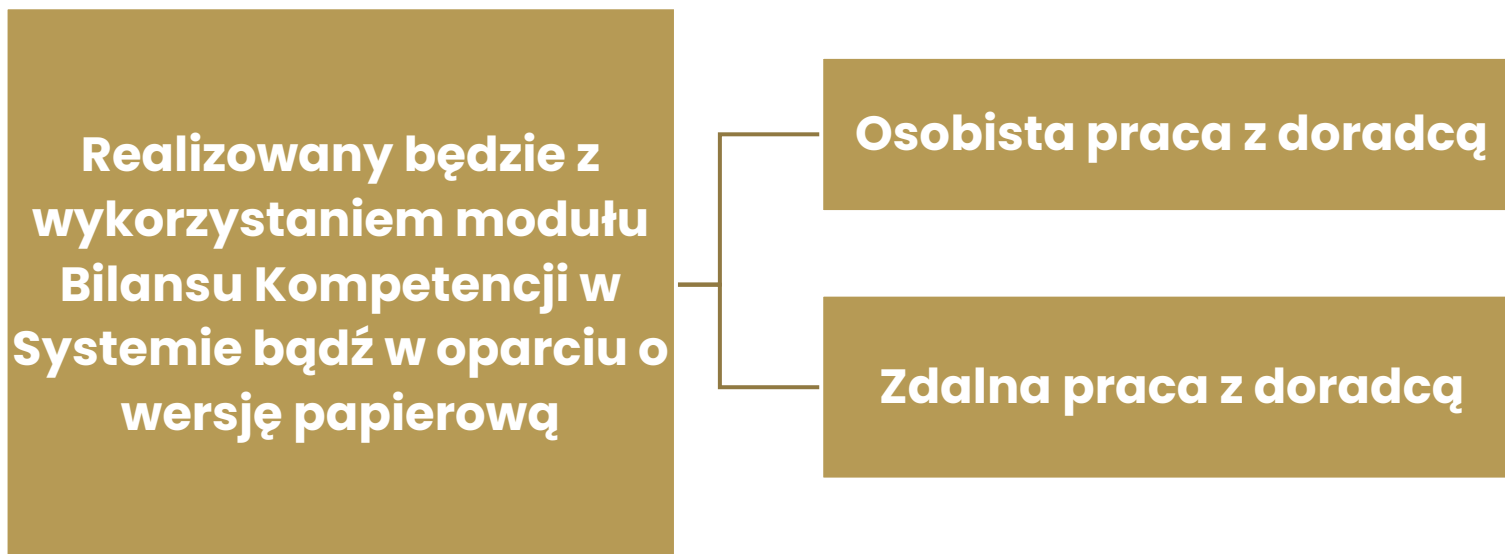 Realizowany będzie z
wykorzystaniem modułu
Bilansu Kompetencji w
Systemie bądź w oparciu o
wersję papierową
Osobista praca z doradcą
Zdalna praca z doradcą